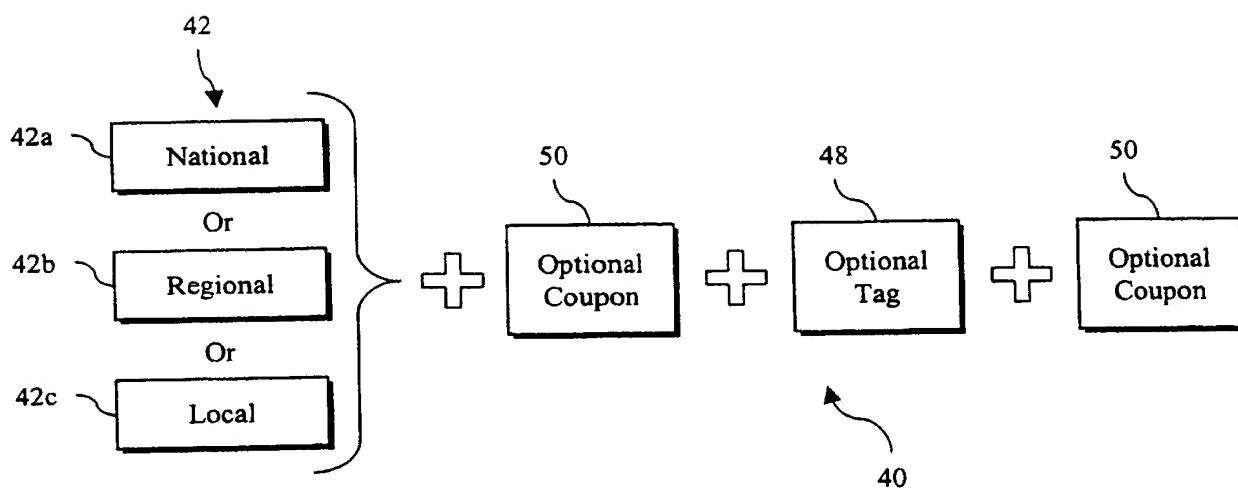 42
42a
National
Or
42b
Regional
Or
42c
Local
50
Optional
Coupon
48
Optional
Tag
50
Optional
Coupon
40